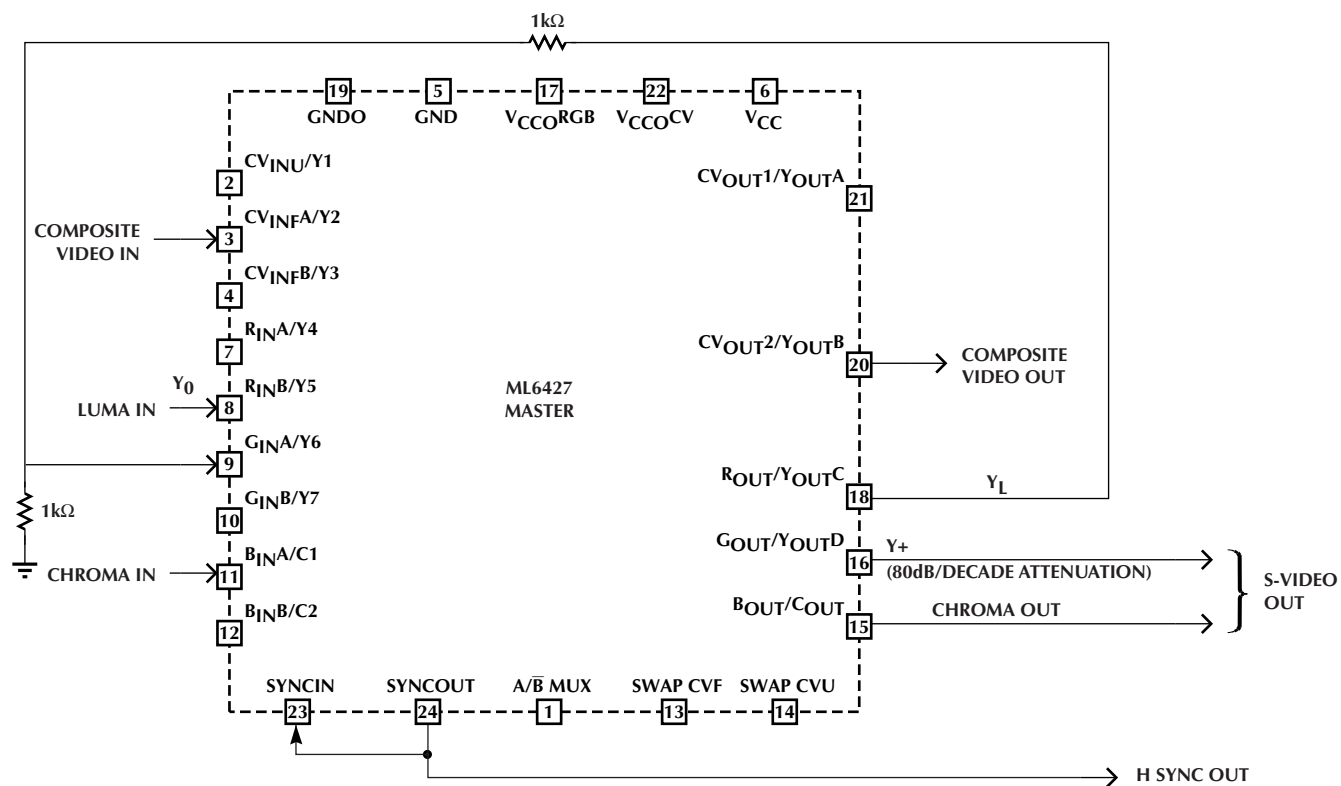 1kΩ
19 5 17 22 6
GNDO GND VCCORGB VCCOCV VCC
CVINU/Y1
2
CVOUT1/YOUTA
21
CVINFA/Y2
COMPOSITE
VIDEO IN
3
CVINFB/Y3
4
RINA/Y4
7
CVOUT2/YOUTB
20
COMPOSITE
VIDEO OUT
Y0
RINB/Y5
LUMA IN
8
ML6427
MASTER
GINA/Y6
9
ROUT/YOUTC
18
YL
1kΩ
GINB/Y7
10
GOUT/YOUTD
16
Y+
(80dB/DECADE ATTENUATION)
BINA/C1
CHROMA IN
11
S-VIDEO
OUT
BOUT/COUT
15
CHROMA OUT
BINB/C2
12
SYNCIN SYNCOUT A/B̅ MUX SWAP CVF SWAP CVU
23 24 1 13 14
H SYNC OUT